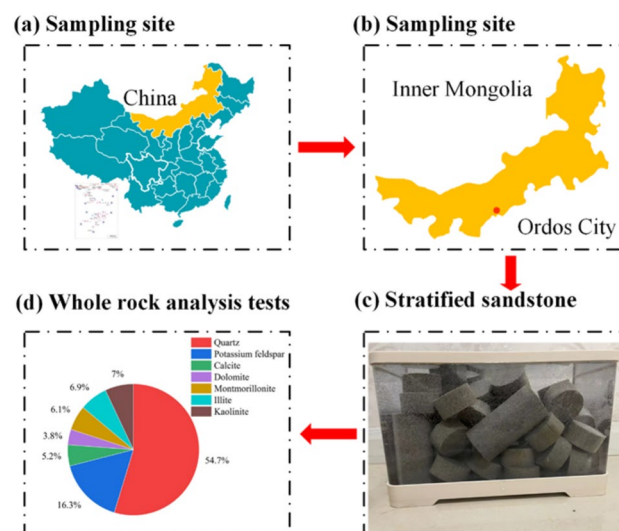 (a) Sampling site
China
(b) Sampling site
Inner Mongolia
Ordos City
(d) Whole rock analysis tests
Quartz
Potassium feldspar
Calcite
Dolomite
Montmorillonite
Illite
Kaolinite
7%
6.9%
6.1%
3.8%
5.2%
16.3%
54.7%
(c) Stratified sandstone